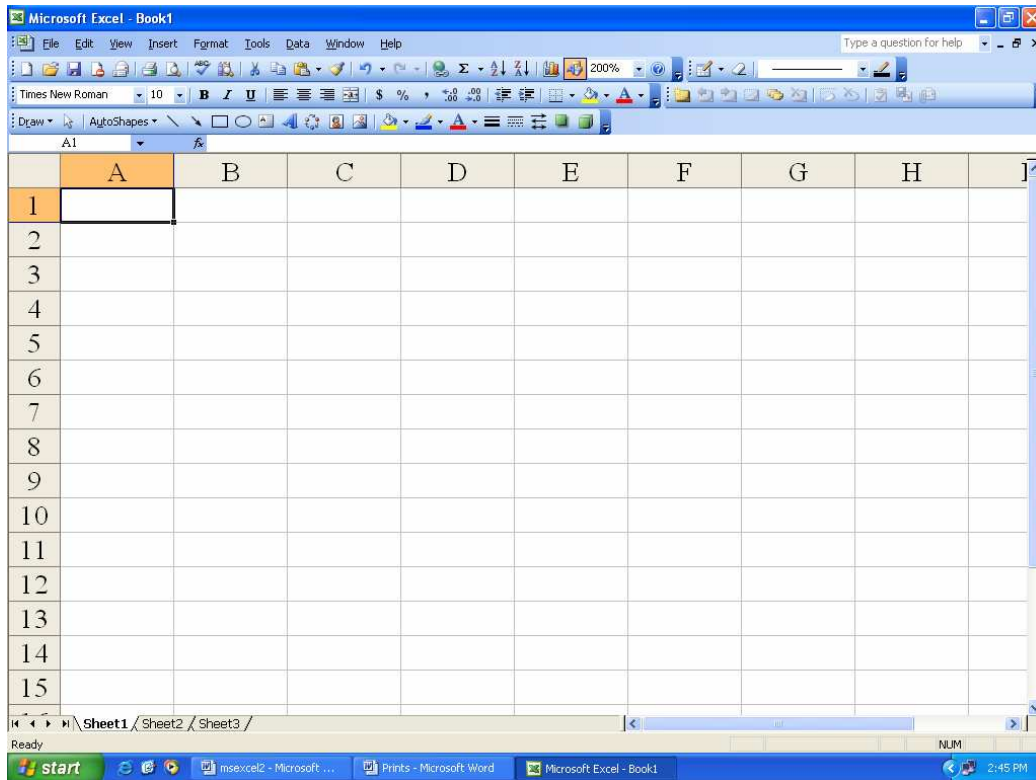 Microsoft Excel - Book1
File Edit View Insert Format Tools Data Window Help Type a question for help
200%
Times New Roman 10 B I U $ % ,
Draw AutoShapes
A1 fx
A B C D E F G H
1
2
3
4
5
6
7
8
9
10
11
12
13
14
15
Sheet1 / Sheet2 / Sheet3 /
Ready NUM
start msexcel2 - Microsoft ... Prints - Microsoft Word Microsoft Excel - Book1 2:45 PM